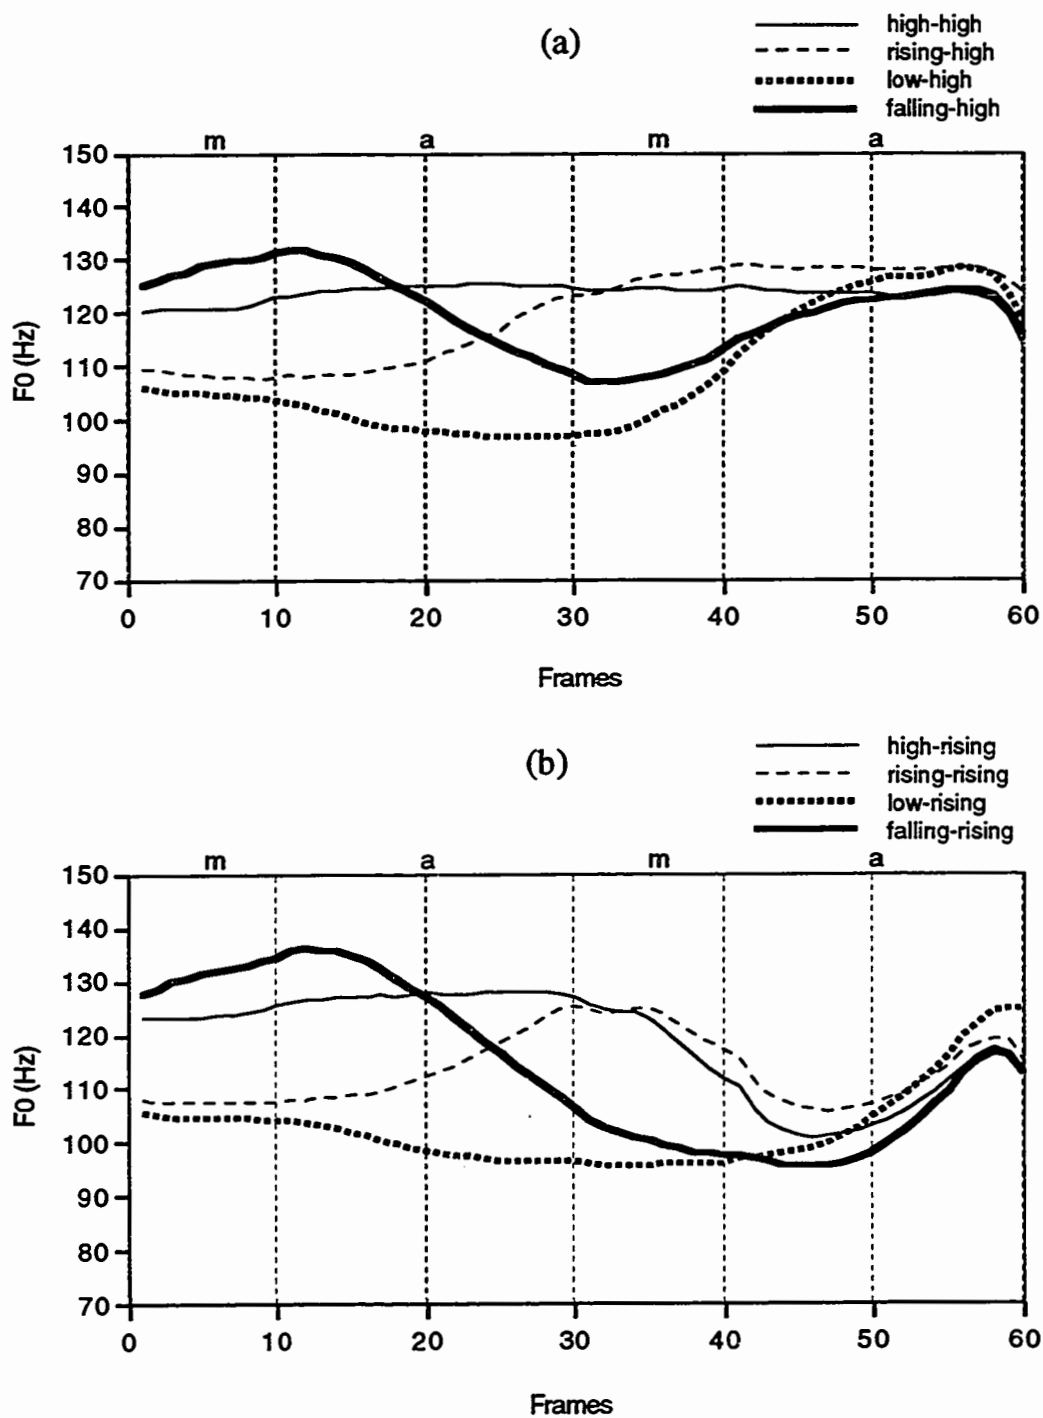 (a)
high-high
rising-high
low-high
falling-high
m a m a
150
140
130
120
110
100
90
80
70
F0 (Hz)
0 10 20 30 40 50 60
Frames
(b)
high-rising
rising-rising
low-rising
falling-rising
m a m a
150
140
130
120
110
100
90
80
70
F0 (Hz)
0 10 20 30 40 50 60
Frames